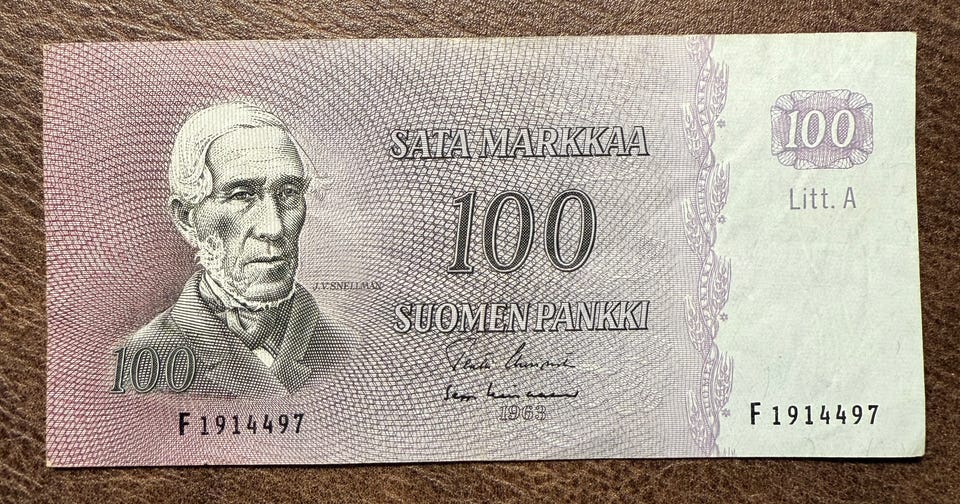 SATA MARKKAA
100
100
Litt. A
J.V. SNELLMAN
SUOMEN PANKKI
100
1963
F 1914497
F 1914497